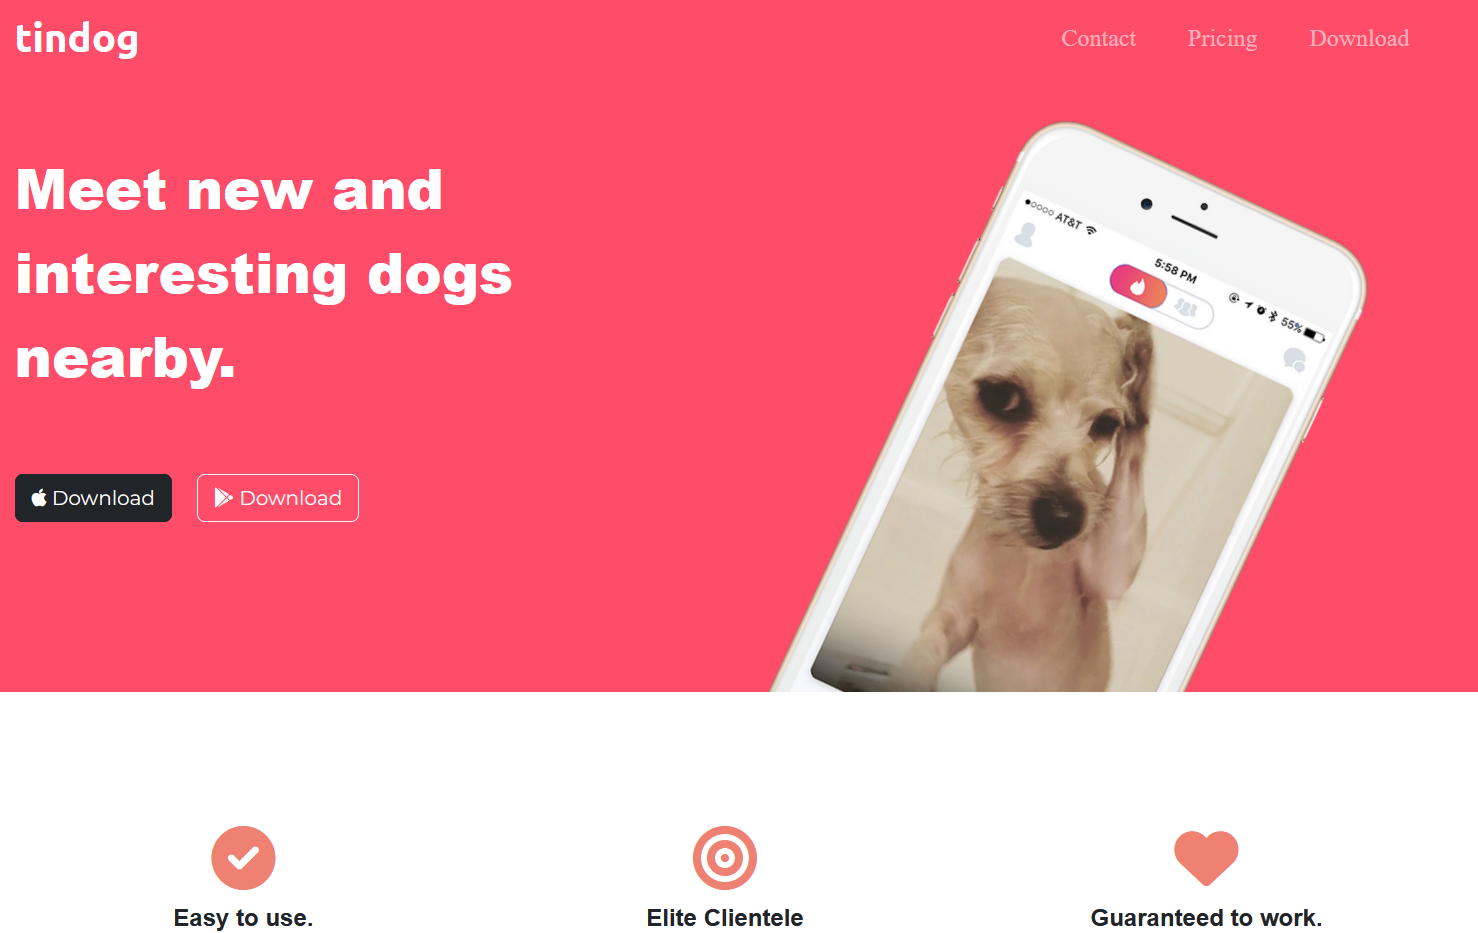 tindog
Contact Pricing Download
Meet new and
interesting dogs
nearby.
AT&T
5:58 PM
55%
Download Download
Easy to use. Elite Clientele Guaranteed to work.